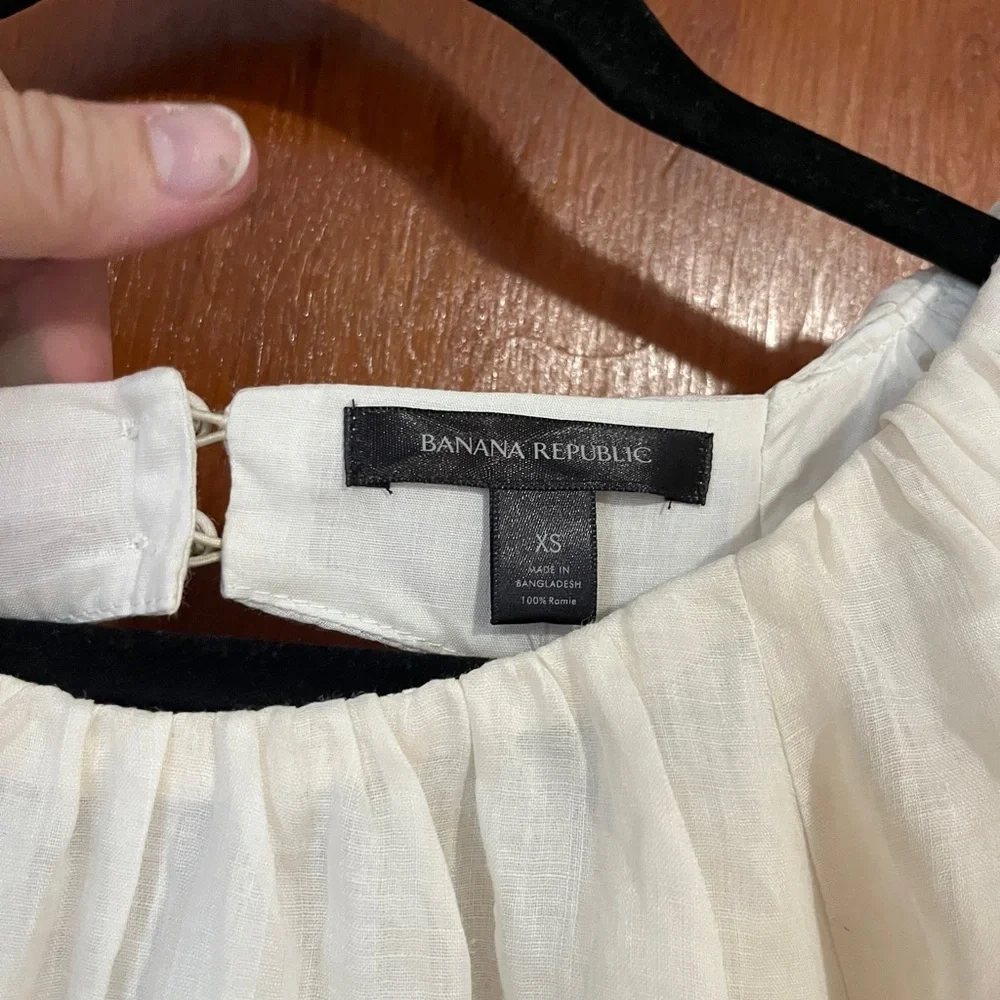 BANANA REPUBLIC
XS
MADE IN
BANGLADESH
100% Ramie